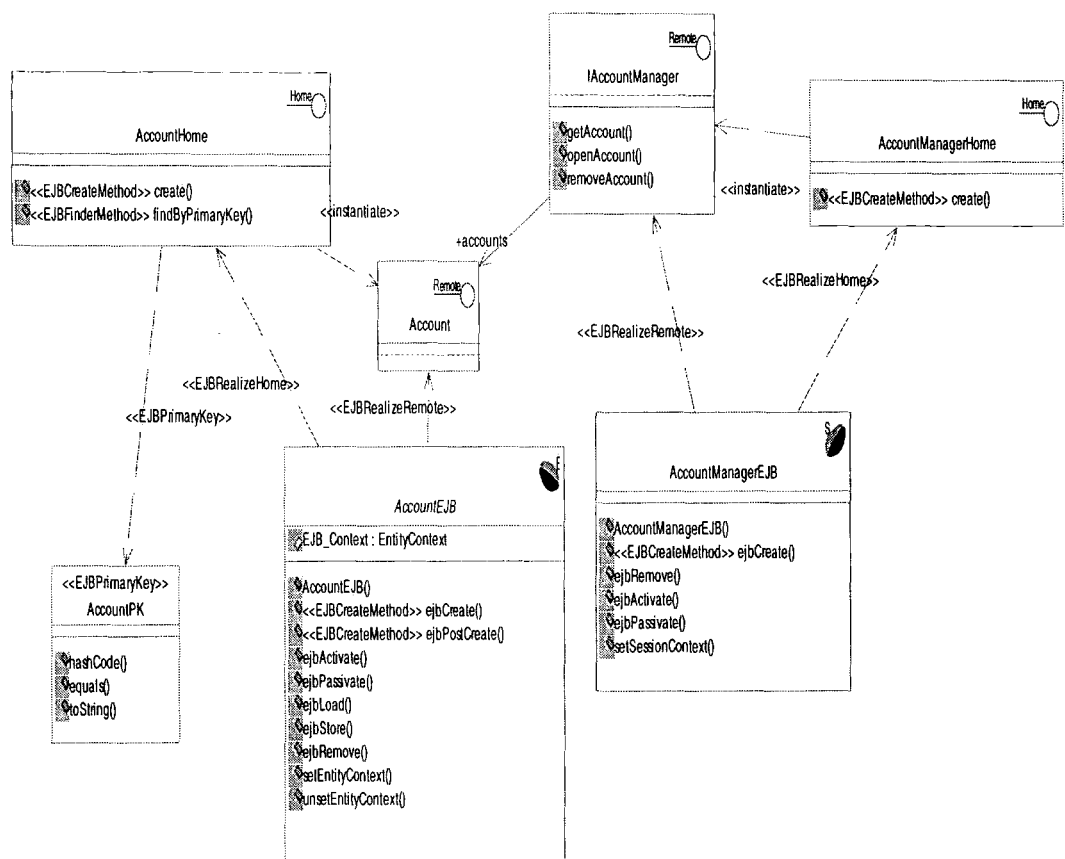 Home
AccountHome
<<EJBCreateMethod>> create()
<<EJBFinderMethod>> findByPrimaryKey()
Remote
IAccountManager
getAccount()
openAccount()
removeAccount()
Home
AccountManagerHome
<<EJBCreateMethod>> create()
<<instantiate>>
<<instantiate>>
+accounts
Remote
Account
<<EJBRealizeHome>>
<<EJBRealizeRemote>>
<<EJBRealizeHome>>
<<EJBRealizeRemote>>
<<EJBPrimaryKey>>
E
AccountEJB
EJB_Context : EntityContext
AccountEJB()
<<EJBCreateMethod>> ejbCreate()
<<EJBCreateMethod>> ejbPostCreate()
ejbActivate()
ejbPassivate()
ejbLoad()
ejbStore()
ejbRemove()
setEntityContext()
unsetEntityContext()
S
AccountManagerEJB
AccountManagerEJB()
<<EJBCreateMethod>> ejbCreate()
ejbRemove()
ejbActivate()
ejbPassivate()
setSessionContext()
<<EJBPrimaryKey>>
AccountPK
hashCode()
equals()
toString()